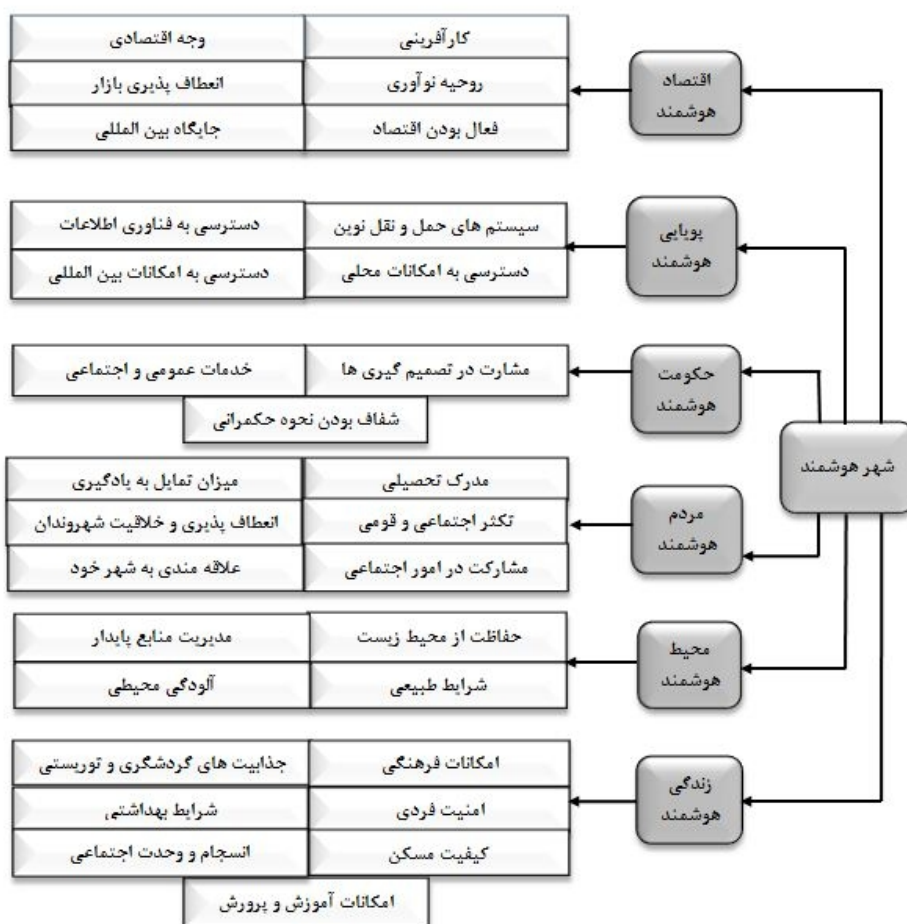 شهر هوشمند
اقتصاد
هوشمند
کارآفرینی
وجه اقتصادی
روحیه نوآوری
انعطاف پذیری بازار
فعال بودن اقتصاد
جایگاه بین المللی
پویایی
هوشمند
سیستم های حمل و نقل نوین
دسترسی به فناوری اطلاعات
دسترسی به امکانات محلی
دسترسی به امکانات بین المللی
حکومت
هوشمند
مشارت در تصمیم گیری ها
خدمات عمومی و اجتماعی
شفاف بودن نحوه حکمرانی
مردم
هوشمند
مدرک تحصیلی
میزان تمایل به یادگیری
تکثر اجتماعی و قومی
انعطاف پذیری و خلاقیت شهروندان
مشارکت در امور اجتماعی
علاقه مندی به شهر خود
محیط
هوشمند
حفاظت از محیط زیست
مدیریت منابع پایدار
شرایط طبیعی
آلودگی محیطی
زندگی
هوشمند
امکانات فرهنگی
جذابیت های گردشگری و توریستی
امنیت فردی
شرایط بهداشتی
کیفیت مسکن
انسجام و وحدت اجتماعی
امکانات آموزش و پرورش